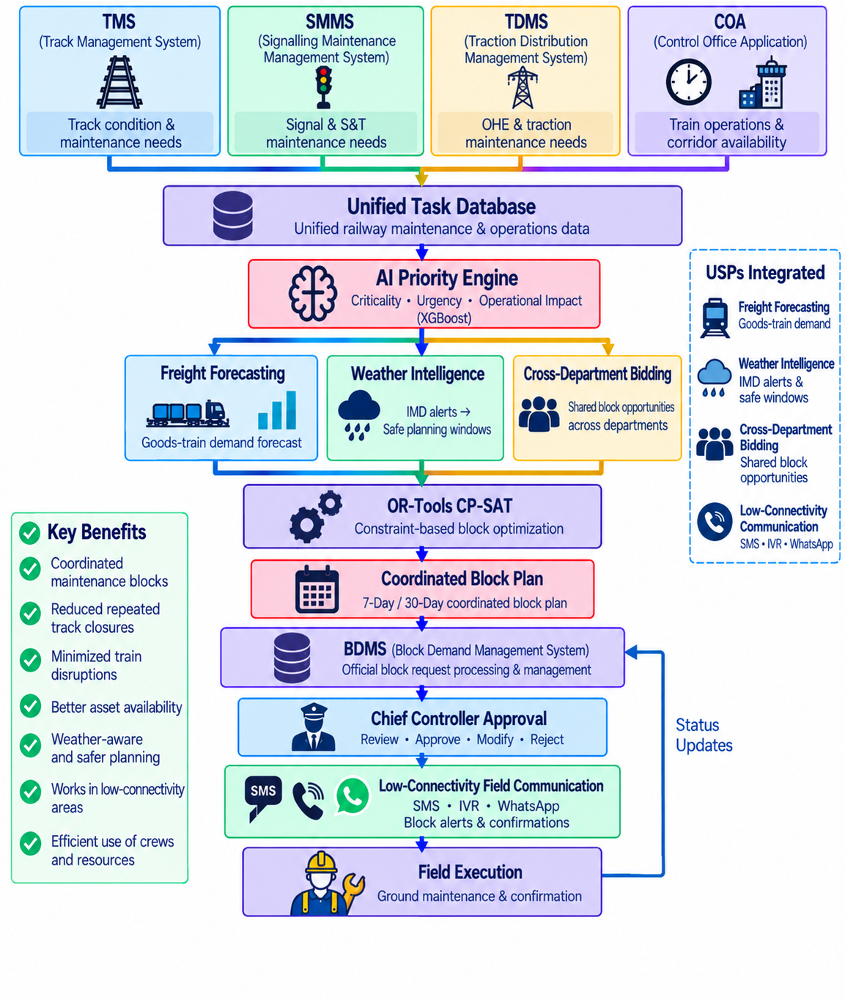 TMS
(Track Management System)
Track condition &
maintenance needs
SMMS
(Signalling Maintenance
Management System)
Signal & S&T
maintenance needs
TDMS
(Traction Distribution
Management System)
OHE & traction
maintenance needs
COA
(Control Office Application)
Train operations &
corridor availability
Unified Task Database
Unified railway maintenance & operations data
AI Priority Engine
Criticality • Urgency • Operational Impact
(XGBoost)
Freight Forecasting
Goods-train demand forecast
Weather Intelligence
IMD alerts →
Safe planning windows
Cross-Department Bidding
Shared block opportunities
across departments
USPs Integrated
Freight Forecasting
Goods-train demand
Weather Intelligence
IMD alerts &
safe windows
Cross-Department
Bidding
Shared block
opportunities
Low-Connectivity
Communication
SMS • IVR • WhatsApp
OR-Tools CP-SAT
Constraint-based block optimization
Coordinated Block Plan
7-Day / 30-Day coordinated block plan
BDMS (Block Demand Management System)
Official block request processing & management
Chief Controller Approval
Review • Approve • Modify • Reject
SMS
Low-Connectivity Field Communication
SMS • IVR • WhatsApp
Block alerts & confirmations
Field Execution
Ground maintenance & confirmation
Status
Updates
Key Benefits
Coordinated
maintenance blocks
Reduced repeated
track closures
Minimized train
disruptions
Better asset availability
Weather-aware
and safer planning
Works in low-connectivity
areas
Efficient use of crews
and resources